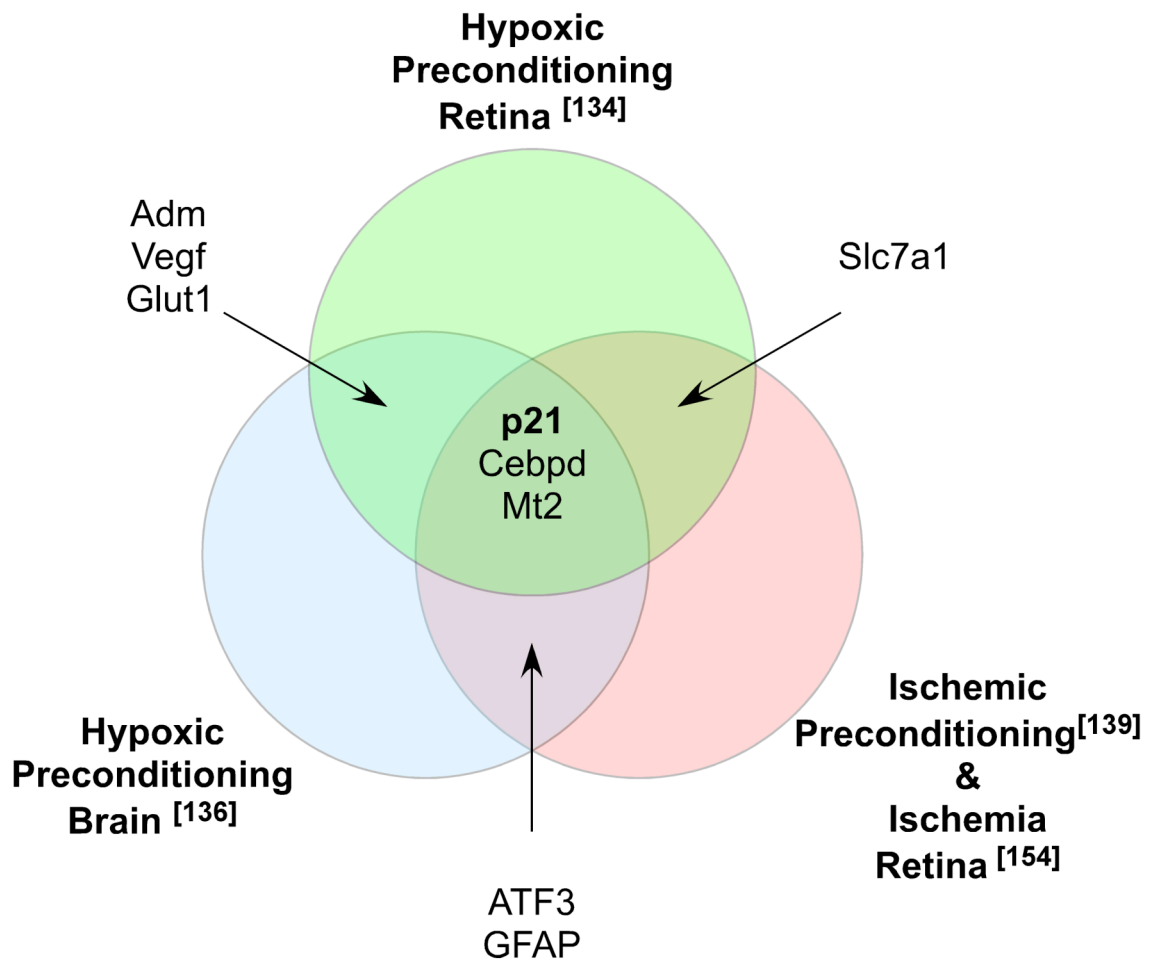 Hypoxic
Preconditioning
Retina [134]
Adm
Vegf
Glut1
Slc7a1
p21
Cebpd
Mt2
Hypoxic
Preconditioning
Brain [136]
Ischemic
Preconditioning[139]
&
Ischemia
Retina [154]
ATF3
GFAP